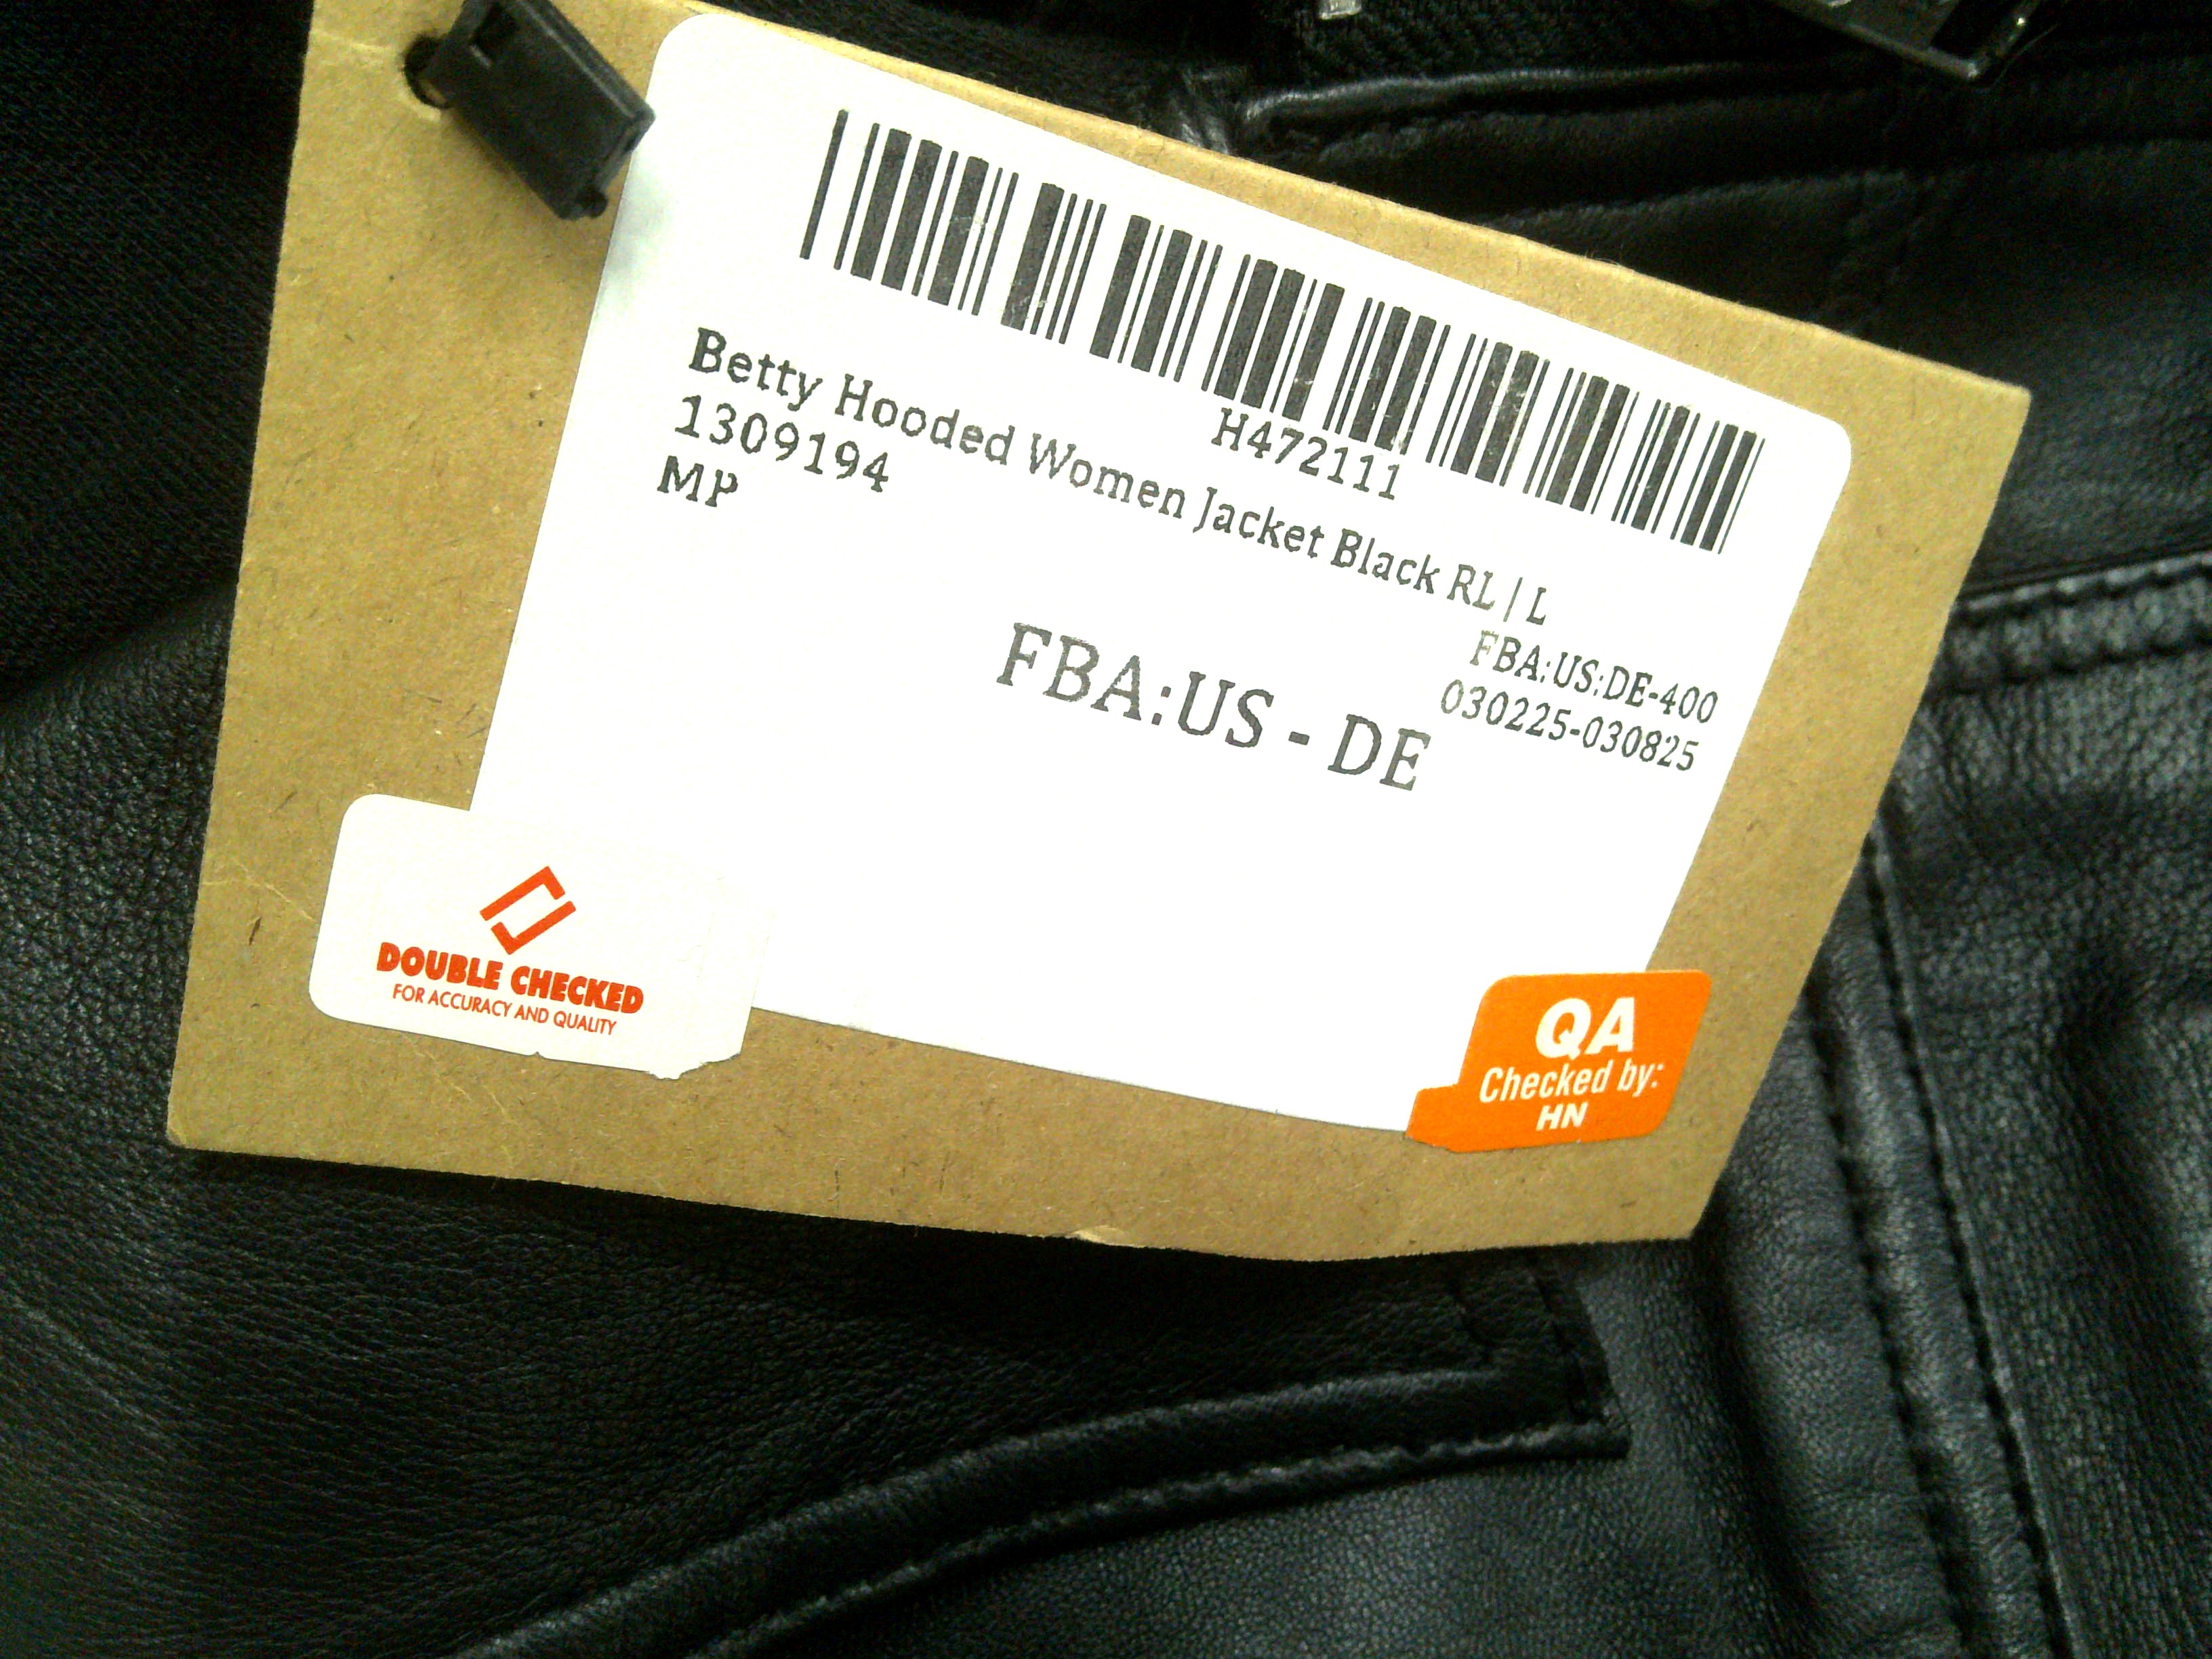 H472111
Betty Hooded Women Jacket Black RL | L
1309194
MP
FBA:US:DE-400
030225-030825
FBA:US - DE
DOUBLE CHECKED
FOR ACCURACY AND QUALITY
QA
Checked by:
HN